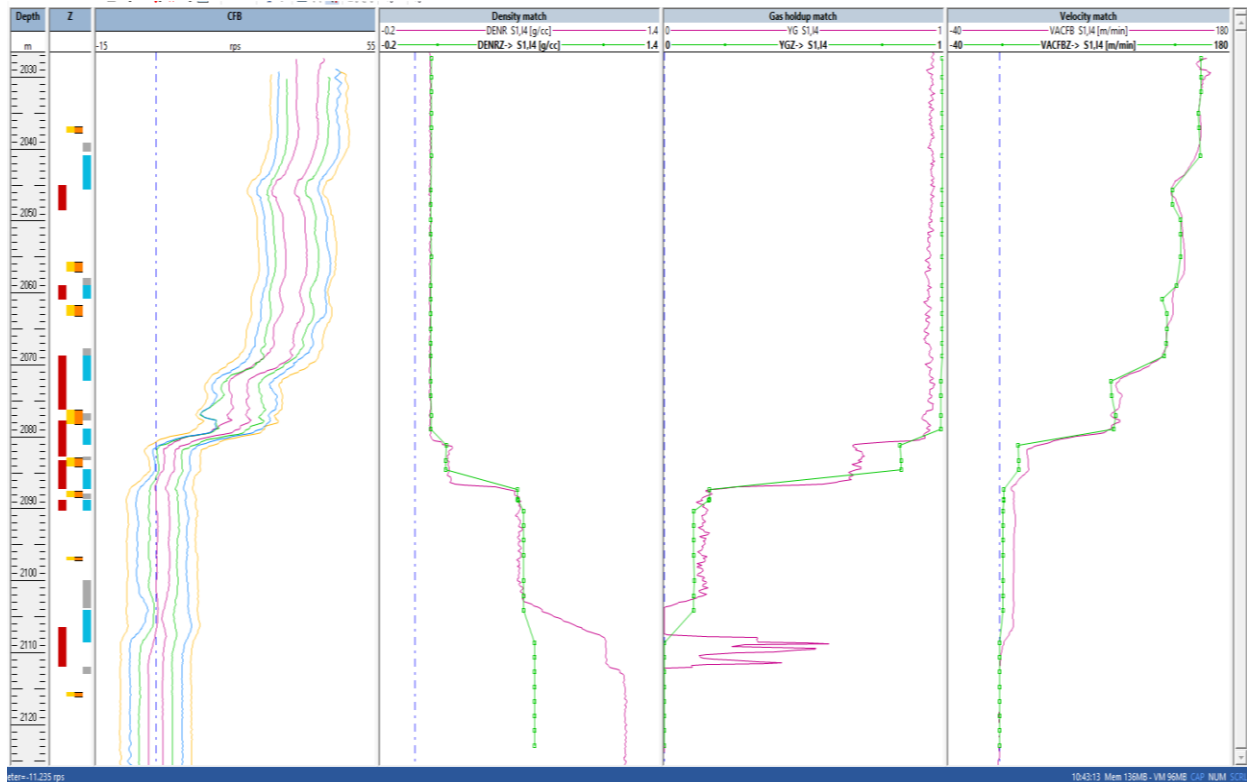 Depth Z CFB Density match Gas holdup match Velocity match
-0.2 DENR S1,I4 [g/cc] 1.4 0 YG S1,I4 1 -40 VACFB S1,I4 [m/min] 180
m -15 rps 55 -0.2 DENRZ-> S1,I4 [g/cc] 1.4 0 YGZ-> S1,I4 1 -40 VACFBZ-> S1,I4 [m/min] 180
2030
2040
2050
2060
2070
2080
2090
2100
2110
2120
eter=-11.235 rps 10:43:13 Mem 136MB - VM 96MB CAP NUM SCR